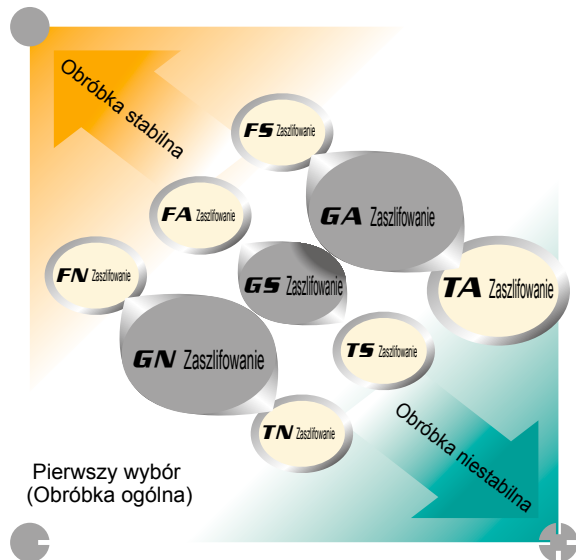 Obróbka stabilna
FS Zaszlifowanie
GA Zaszlifowanie
FA Zaszlifowanie
FN Zaszlifowanie
GS Zaszlifowanie
TA Zaszlifowanie
GN Zaszlifowanie
TS Zaszlifowanie
TN Zaszlifowanie
Obróbka niestabilna
Pierwszy wybór
(Obróbka ogólna)